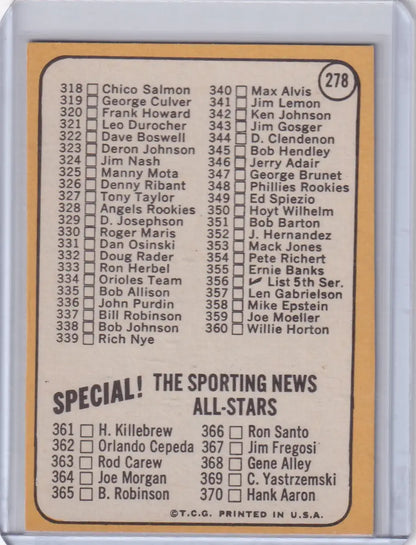 278
318 Chico Salmon
319 George Culver
320 Frank Howard
321 Leo Durocher
322 Dave Boswell
323 Deron Johnson
324 Jim Nash
325 Manny Mota
326 Denny Ribant
327 Tony Taylor
328 Angels Rookies
329 D. Josephson
330 Roger Maris
331 Dan Osinski
332 Doug Rader
333 Ron Herbel
334 Orioles Team
335 Bob Allison
336 John Purdin
337 Bill Robinson
338 Bob Johnson
339 Rich Nye
340 Max Alvis
341 Jim Lemon
342 Ken Johnson
343 Jim Gosger
344 D. Clendenon
345 Bob Hendley
346 Jerry Adair
347 George Brunet
348 Phillies Rookies
349 Ed Spiezio
350 Hoyt Wilhelm
351 Bob Barton
352 J. Hernandez
353 Mack Jones
354 Pete Richert
355 Ernie Banks
356 ✓ List 5th Ser.
357 Len Gabrielson
358 Mike Epstein
359 Joe Moeller
360 Willie Horton
SPECIAL! THE SPORTING NEWS
ALL-STARS
361 H. Killebrew
362 Orlando Cepeda
363 Rod Carew
364 Joe Morgan
365 B. Robinson
366 Ron Santo
367 Jim Fregosi
368 Gene Alley
369 C. Yastrzemski
370 Hank Aaron
©T.C.G. PRINTED IN U.S.A.